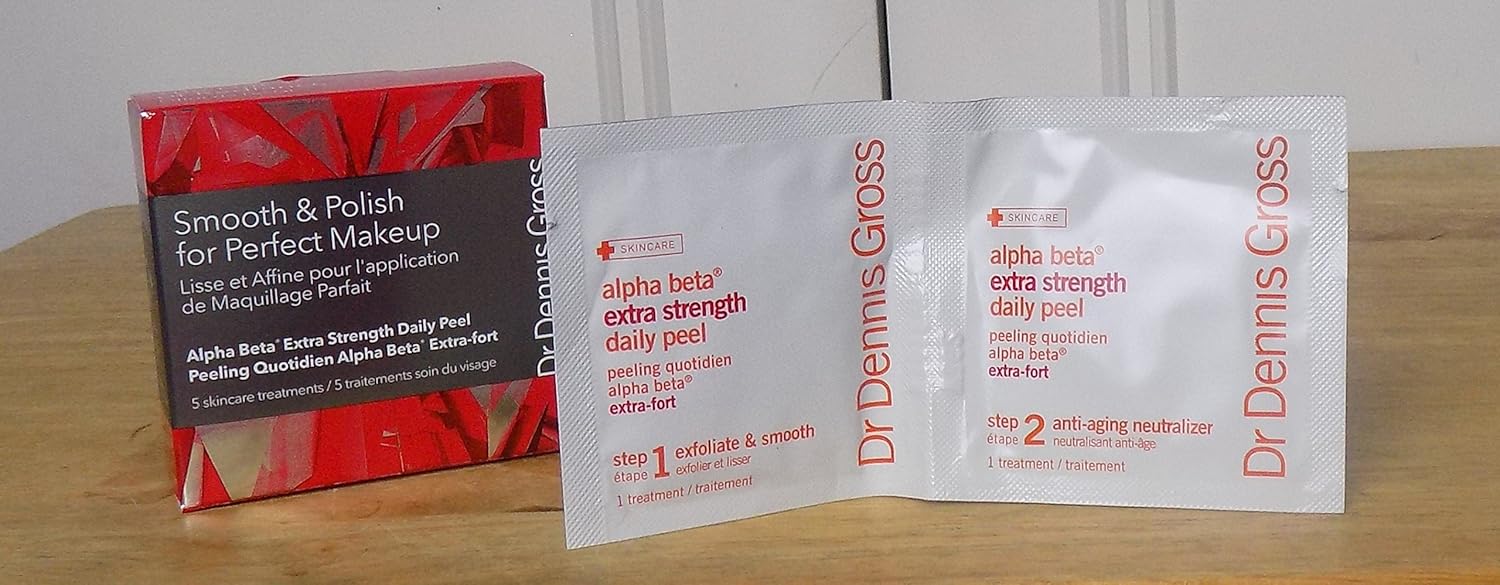 Smooth & Polish
for Perfect Makeup
Lisse et Affine pour l'application
de Maquillage Parfait
Alpha Beta® Extra Strength Daily Peel
Peeling Quotidien Alpha Beta® Extra-fort
5 skincare treatments / 5 traitements soin du visage
Dr Dennis Gross
SKINCARE
alpha beta®
extra strength
daily peel
peeling quotidien
alpha beta®
extra-fort
step 1 exfoliate & smooth
étape exfolier et lisser
1 treatment / traitement
Dr Dennis Gross
SKINCARE
alpha beta®
extra strength
daily peel
peeling quotidien
alpha beta®
extra-fort
step 2 anti-aging neutralizer
étape neutralisant anti-âge
1 treatment / traitement
Dr Dennis Gross